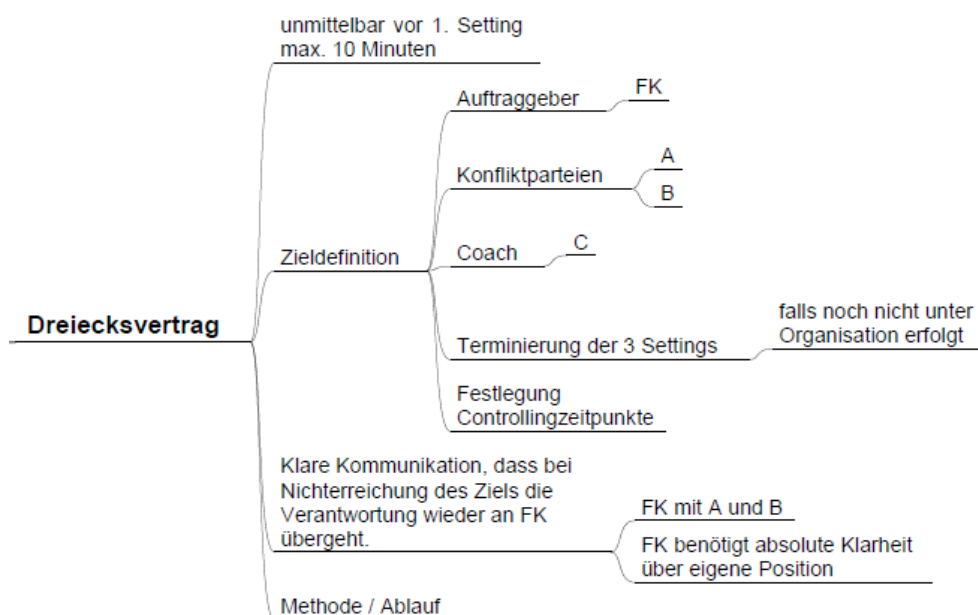 unmittelbar vor 1. Setting
max. 10 Minuten
Auftraggeber
FK
Konfliktparteien
A
B
Zieldefinition
Coach
C
Dreiecksvertrag
Terminierung der 3 Settings
falls noch nicht unter
Organisation erfolgt
Festlegung
Controllingzeitpunkte
Klare Kommunikation, dass bei
Nichterreichung des Ziels die
Verantwortung wieder an FK
übergeht.
FK mit A und B
FK benötigt absolute Klarheit
über eigene Position
Methode / Ablauf